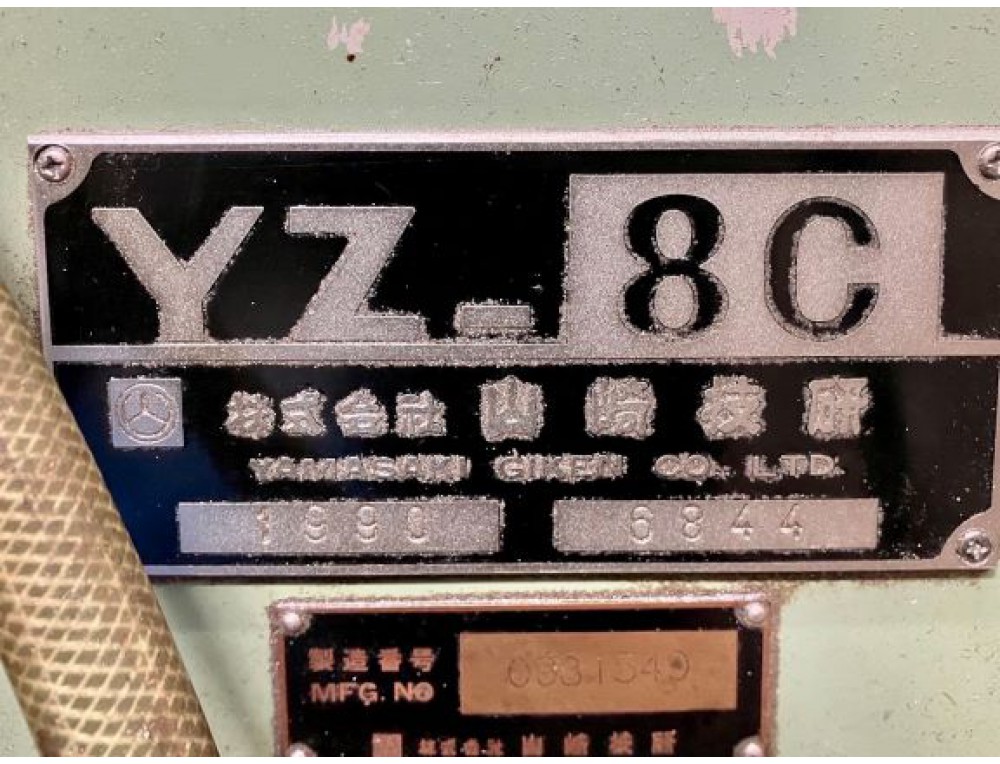 YZ-8C
株式会社 山崎技研
YAMASAKI GIKEN CO., LTD.
1990 6844
製造番号
MFG. NO 0331549
株式会社 山崎技研